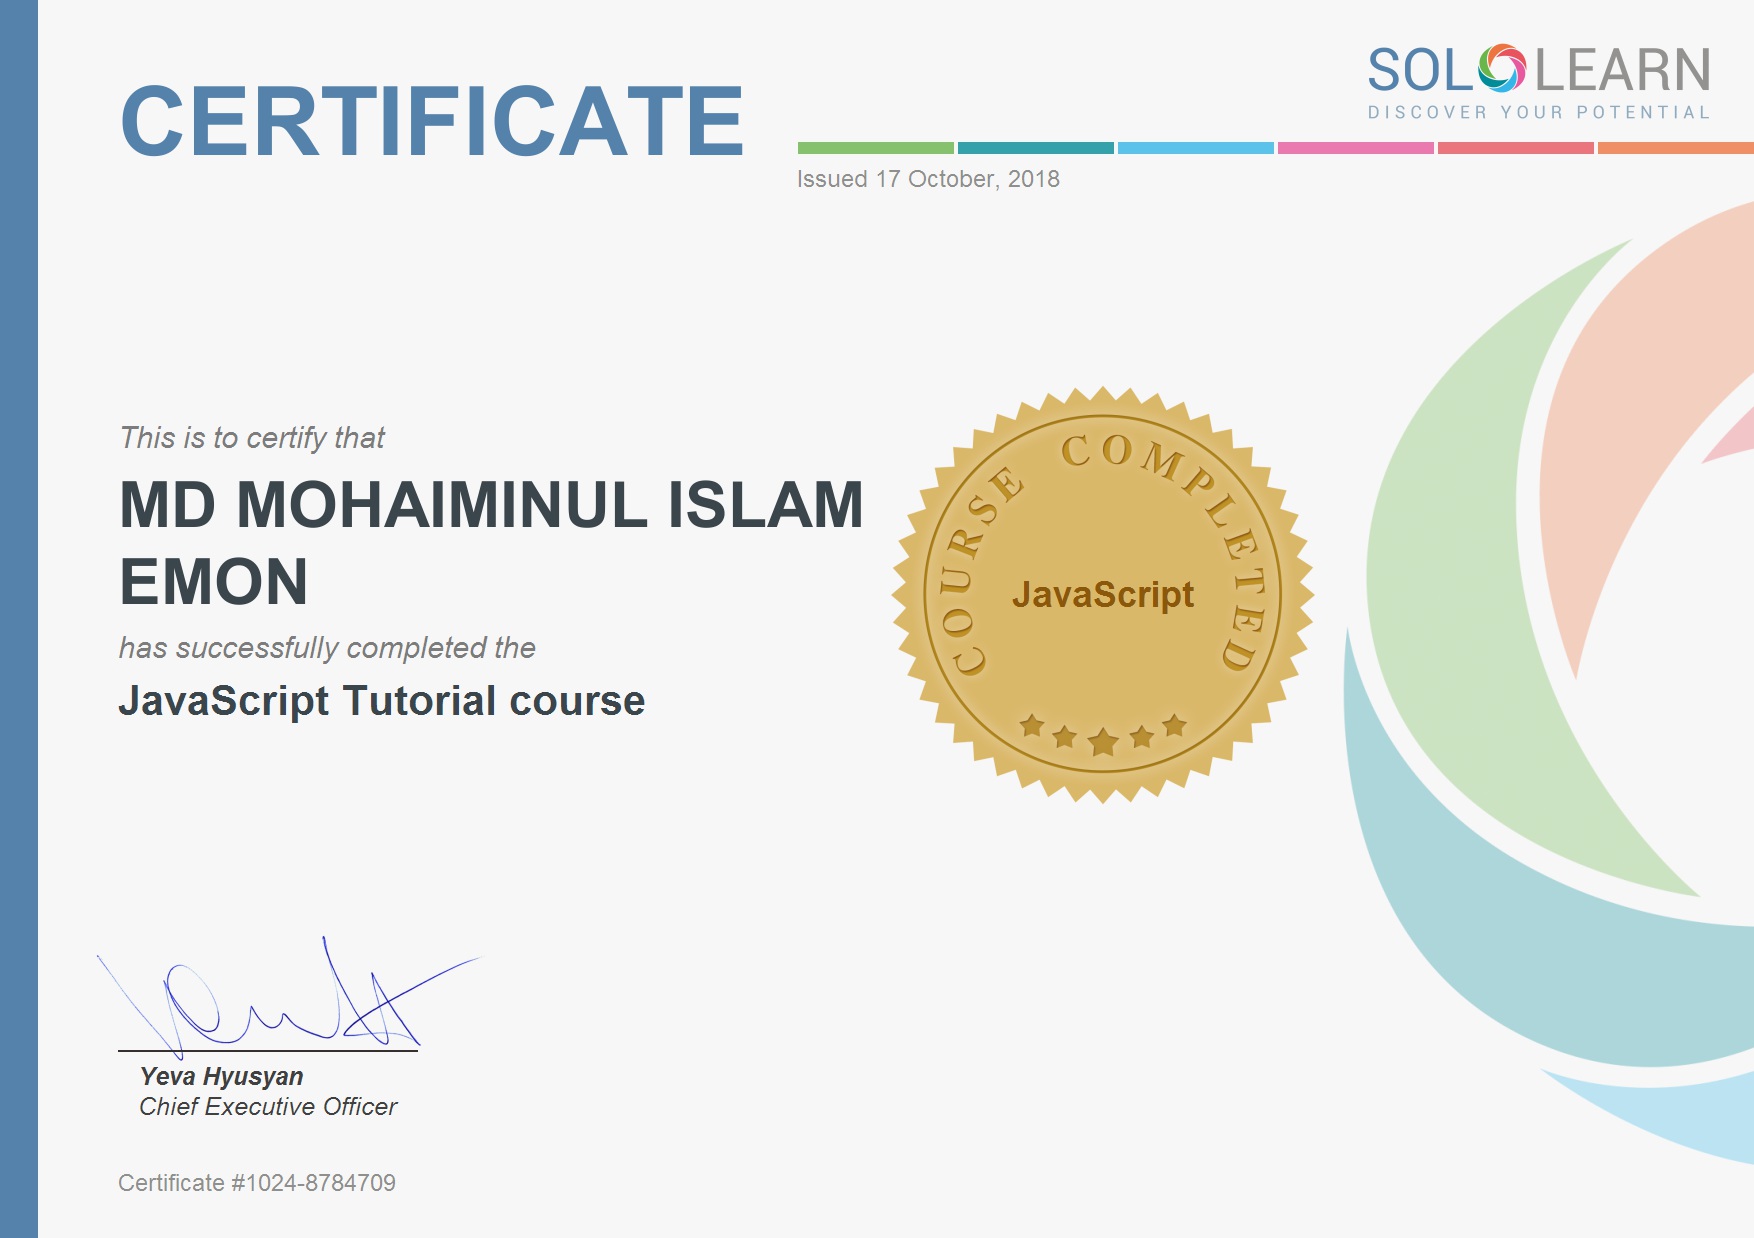 CERTIFICATE
SOLOLEARN
DISCOVER YOUR POTENTIAL
Issued 17 October, 2018
This is to certify that
MD MOHAIMINUL ISLAM
EMON
has successfully completed the
JavaScript Tutorial course
COURSE COMPLETED
JavaScript
Yeva Hyusyan
Chief Executive Officer
Certificate #1024-8784709